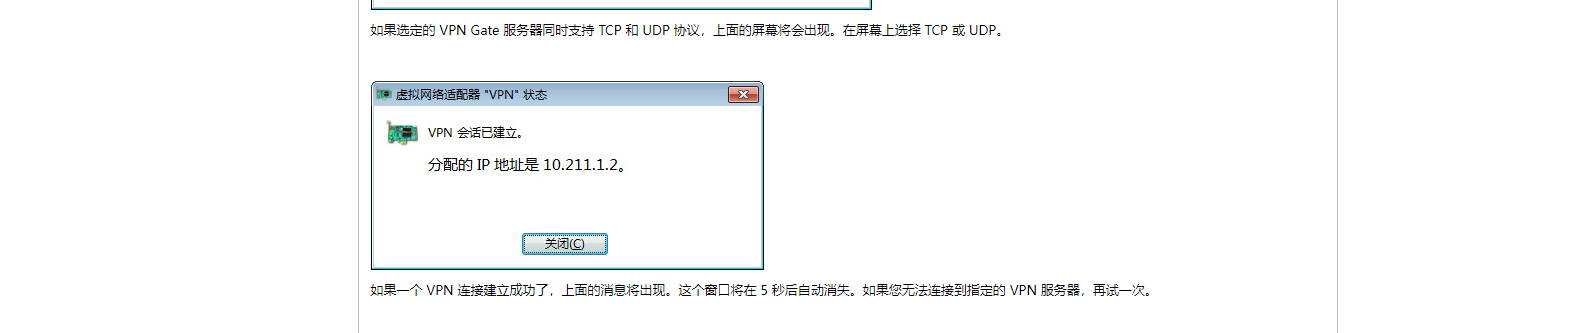 如果选定的 VPN Gate 服务器同时支持 TCP 和 UDP 协议，上面的屏幕将会出现。在屏幕上选择 TCP 或 UDP。
虚拟网络适配器 "VPN" 状态
VPN 会话已建立。
分配的 IP 地址是 10.211.1.2。
关闭(C)
如果一个 VPN 连接建立成功了，上面的消息将出现。这个窗口将在 5 秒后自动消失。如果您无法连接到指定的 VPN 服务器，再试一次。